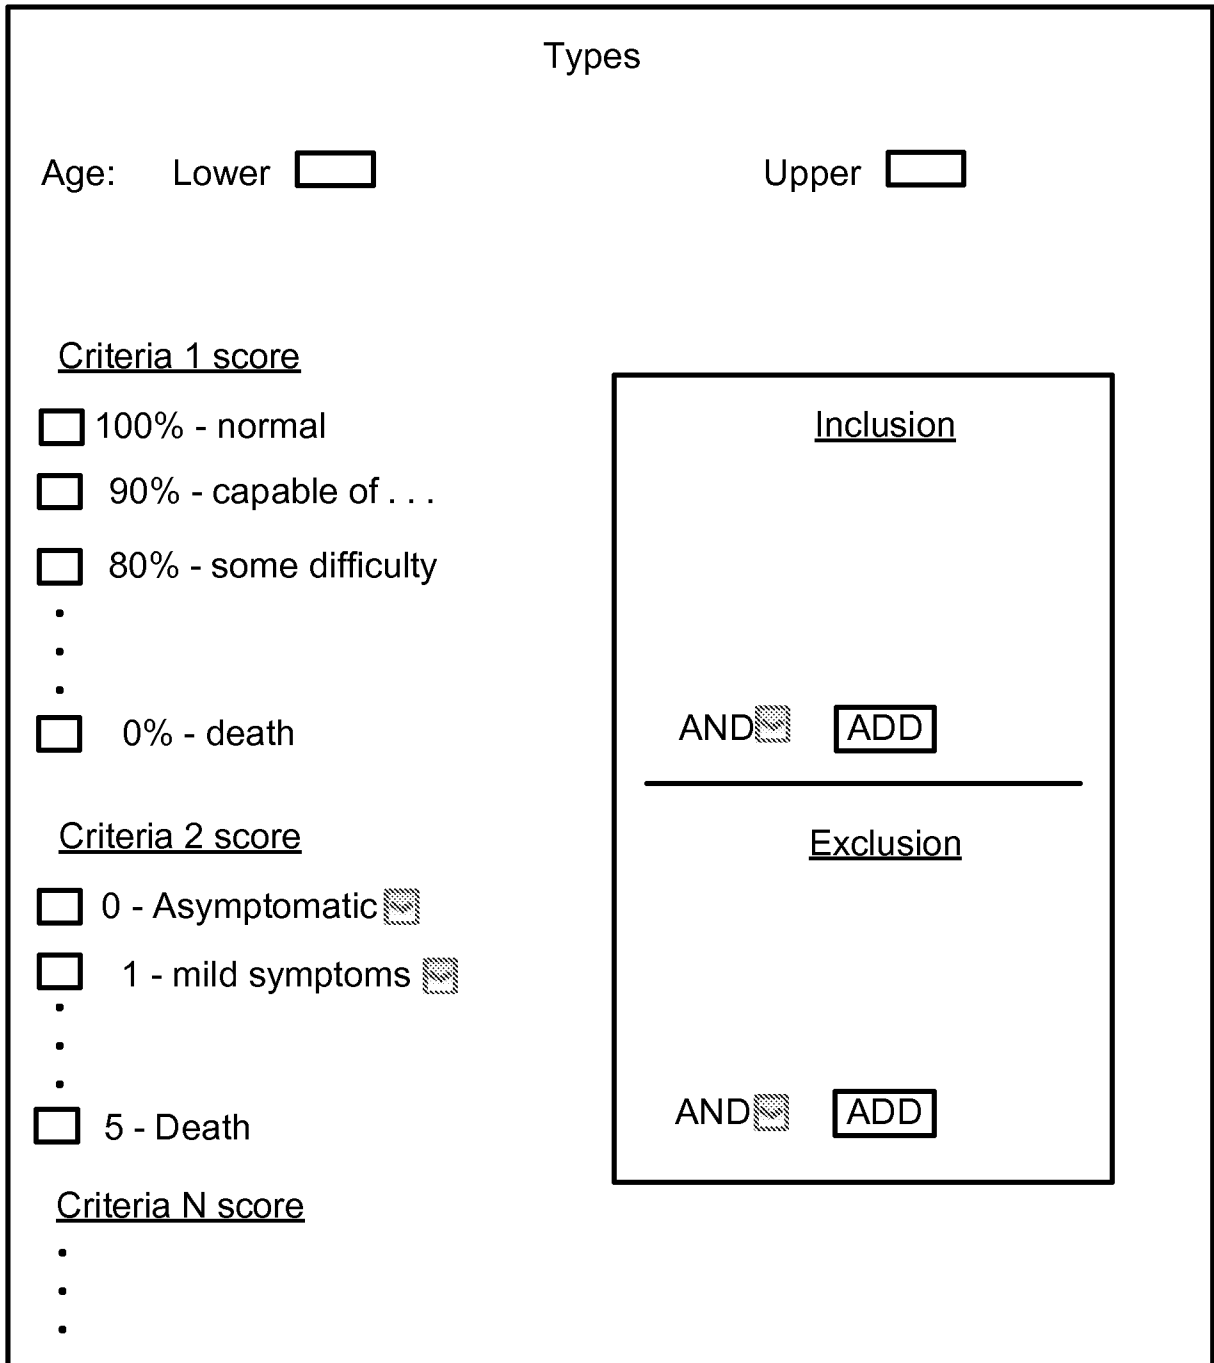 Types
Age: Lower Upper
Criteria 1 score
100% - normal
90% - capable of . . .
80% - some difficulty
.
.
.
0% - death
Criteria 2 score
0 - Asymptomatic
1 - mild symptoms
.
.
.
5 - Death
Criteria N score
.
.
.
Inclusion
AND ADD
Exclusion
AND ADD